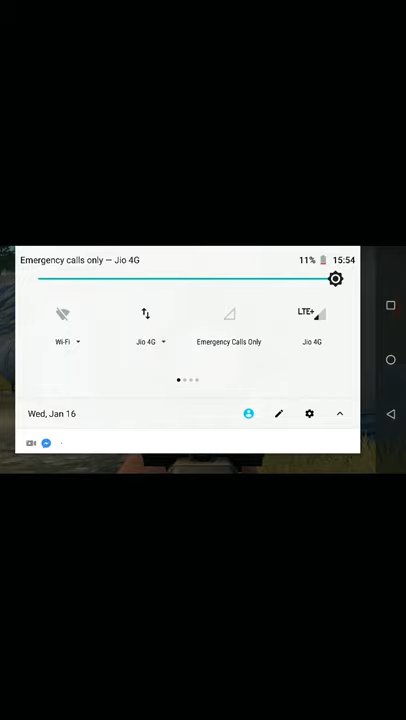 Emergency calls only — Jio 4G 11% 15:54
LTE+
Wi-Fi Jio 4G Emergency Calls Only Jio 4G
Wed, Jan 16